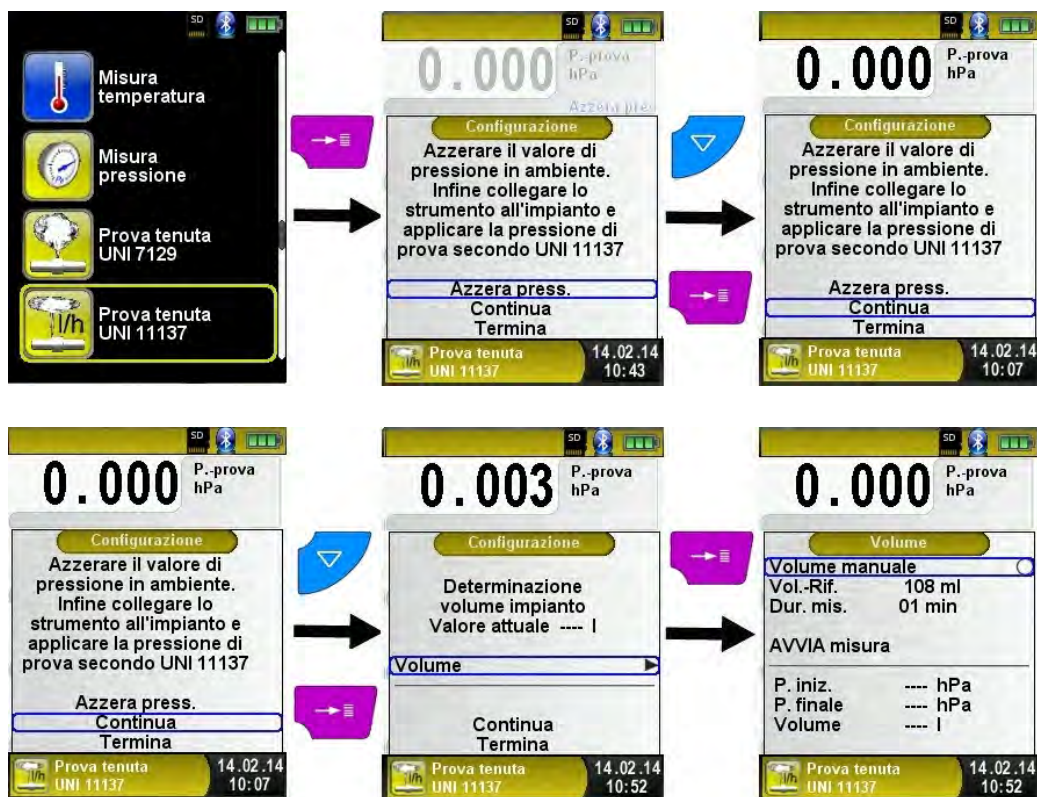 SD
Misura
temperatura
Misura
pressione
Prova tenuta
UNI 7129
l/h
Prova tenuta
UNI 11137
SD
0.000
P.-prova
hPa
Azzera pre
Configurazione
Azzerare il valore di
pressione in ambiente.
Infine collegare lo
strumento all'impianto e
applicare la pressione di
prova secondo UNI 11137
Azzera press.
Continua
Termina
l/h
Prova tenuta
UNI 11137
14.02.14
10:43
SD
0.000
P.-prova
hPa
Configurazione
Azzerare il valore di
pressione in ambiente.
Infine collegare lo
strumento all'impianto e
applicare la pressione di
prova secondo UNI 11137
Azzera press.
Continua
Termina
l/h
Prova tenuta
UNI 11137
14.02.14
10:07
SD
0.000
P.-prova
hPa
Configurazione
Azzerare il valore di
pressione in ambiente.
Infine collegare lo
strumento all'impianto e
applicare la pressione di
prova secondo UNI 11137
Azzera press.
Continua
Termina
l/h
Prova tenuta
UNI 11137
14.02.14
10:07
SD
0.003
P.-prova
hPa
Configurazione
Determinazione
volume impianto
Valore attuale ---- l
Volume
Continua
Termina
l/h
Prova tenuta
UNI 11137
14.02.14
10:52
SD
0.000
P.-prova
hPa
Volume
Volume manuale
Vol.-Rif. 108 ml
Dur. mis. 01 min
AVVIA misura
P. iniz. ---- hPa
P. finale ---- hPa
Volume ---- l
l/h
Prova tenuta
UNI 11137
14.02.14
10:52